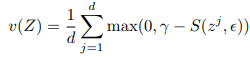 v(Z) = \frac{1}{d} \sum_{j=1}^{d} \max(0, \gamma - S(z^j, \epsilon))